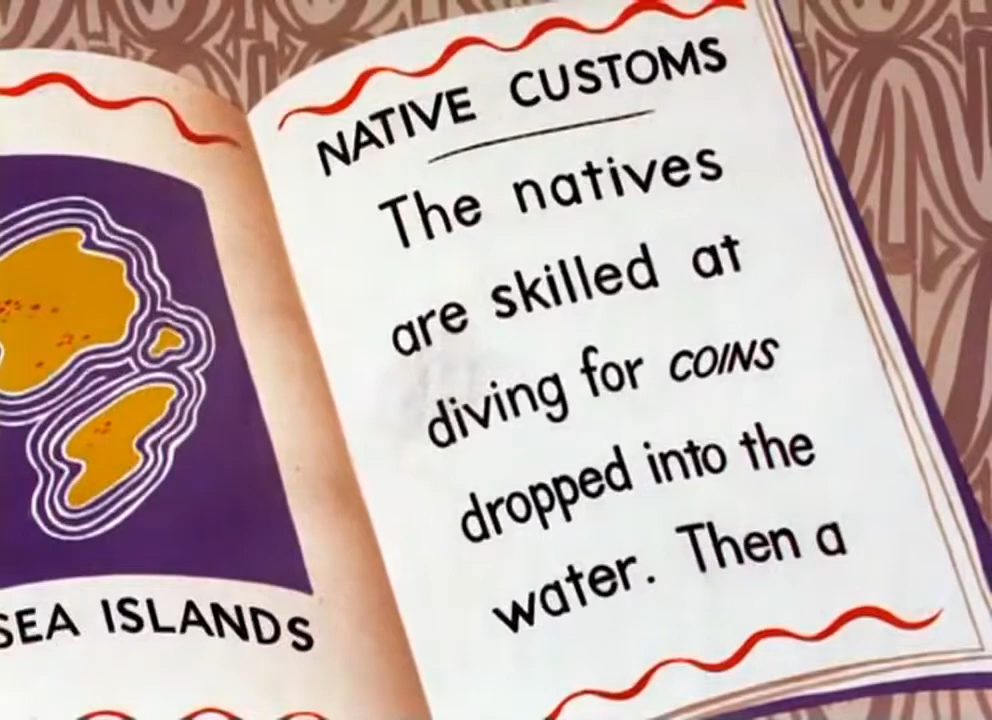 SEA ISLANDS
NATIVE CUSTOMS
The natives
are skilled at
diving for COINS
dropped into the
water. Then a